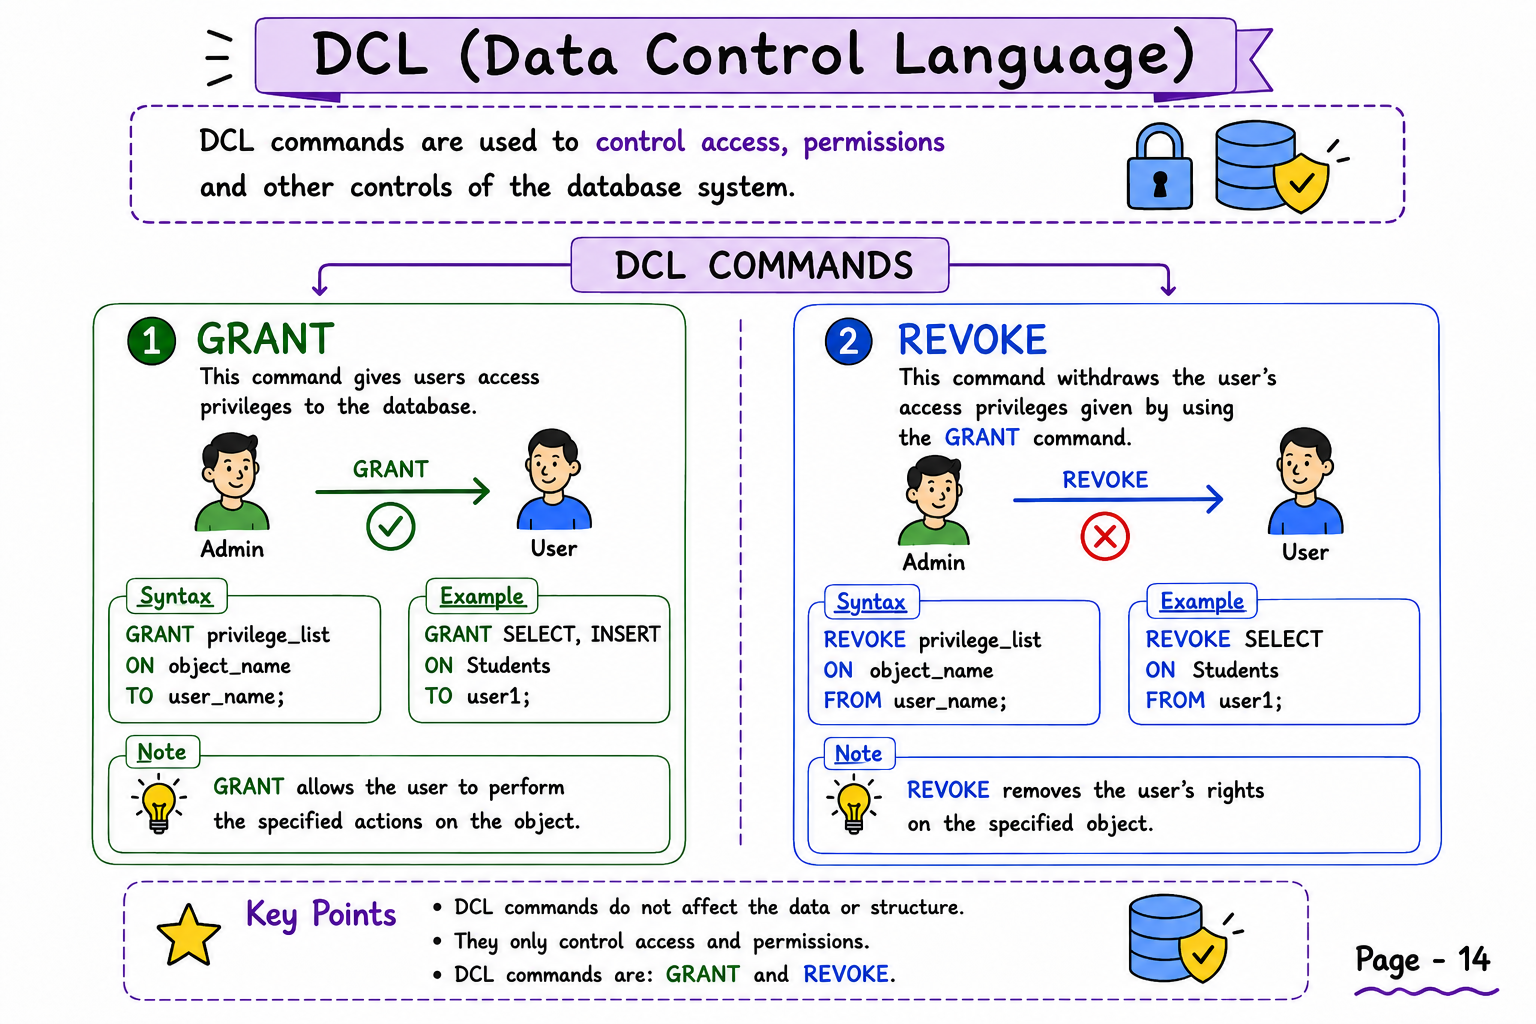 DCL (Data Control Language)
DCL commands are used to control access, permissions
and other controls of the database system.
DCL COMMANDS
1 GRANT
This command gives users access
privileges to the database.
GRANT
Admin
User
Syntax
GRANT privilege_list
ON object_name
TO user_name;
Example
GRANT SELECT, INSERT
ON Students
TO user1;
Note
GRANT allows the user to perform
the specified actions on the object.
2 REVOKE
This command withdraws the user's
access privileges given by using
the GRANT command.
REVOKE
Admin
User
Syntax
REVOKE privilege_list
ON object_name
FROM user_name;
Example
REVOKE SELECT
ON Students
FROM user1;
Note
REVOKE removes the user's rights
on the specified object.
Key Points
• DCL commands do not affect the data or structure.
• They only control access and permissions.
• DCL commands are: GRANT and REVOKE.
Page - 14